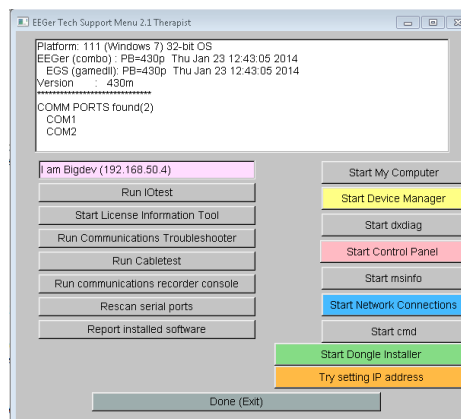 EEGer Tech Support Menu 2.1 Therapist
Platform: 111 (Windows 7) 32-bit OS
EEGer (combo) : PB=430p Thu Jan 23 12:43:05 2014
EGS (gamedll): PB=430p Thu Jan 23 12:43:05 2014
Version : 430m
******************************
COMM PORTS found(2)
COM1
COM2
I am Bigdev (192.168.50.4)
Run IOtest
Start License Information Tool
Run Communications Troubleshooter
Run Cabletest
Run communications recorder console
Rescan serial ports
Report installed software
Start My Computer
Start Device Manager
Start dxdiag
Start Control Panel
Start msinfo
Start Network Connections
Start cmd
Start Dongle Installer
Try setting IP address
Done (Exit)